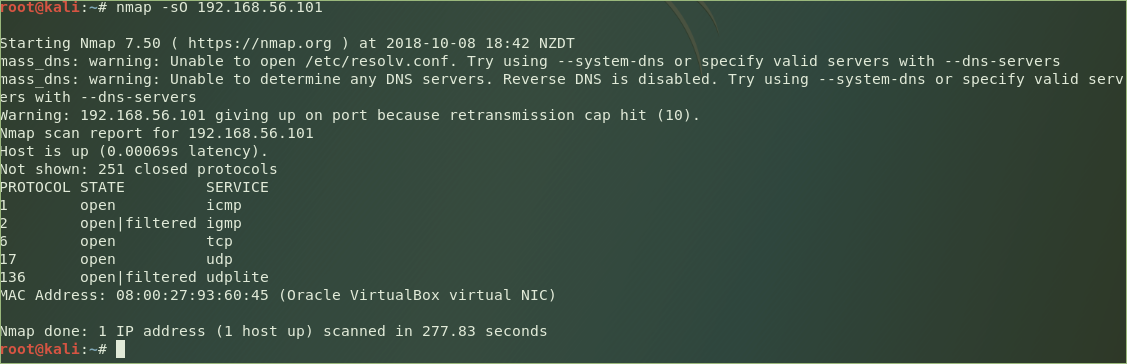 root@kali:~# nmap -sO 192.168.56.101
Starting Nmap 7.50 ( https://nmap.org ) at 2018-10-08 18:42 NZDT
mass_dns: warning: Unable to open /etc/resolv.conf. Try using --system-dns or specify valid servers with --dns-servers
mass_dns: warning: Unable to determine any DNS servers. Reverse DNS is disabled. Try using --system-dns or specify valid serv
ers with --dns-servers
Warning: 192.168.56.101 giving up on port because retransmission cap hit (10).
Nmap scan report for 192.168.56.101
Host is up (0.00069s latency).
Not shown: 251 closed protocols
PROTOCOL STATE         SERVICE
1        open          icmp
2        open|filtered igmp
6        open          tcp
17       open          udp
136      open|filtered udplite
MAC Address: 08:00:27:93:60:45 (Oracle VirtualBox virtual NIC)
Nmap done: 1 IP address (1 host up) scanned in 277.83 seconds
root@kali:~#